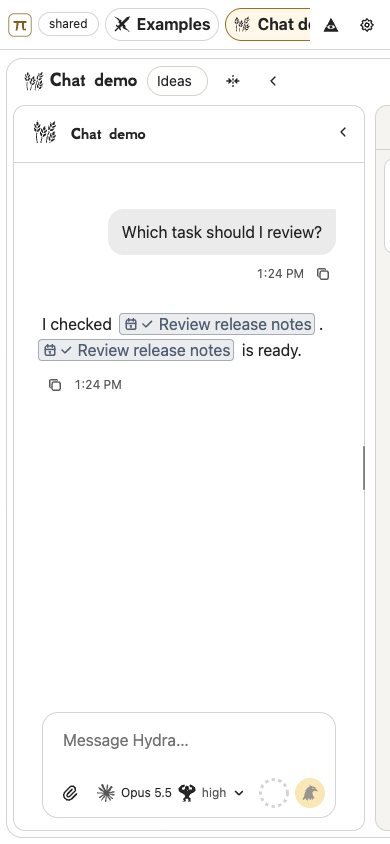 π shared Examples Chat d
Chat demo Ideas
Chat demo
Which task should I review?
1:24 PM
I checked Review release notes .
Review release notes is ready.
1:24 PM
Message Hydra...
Opus 5.5 high